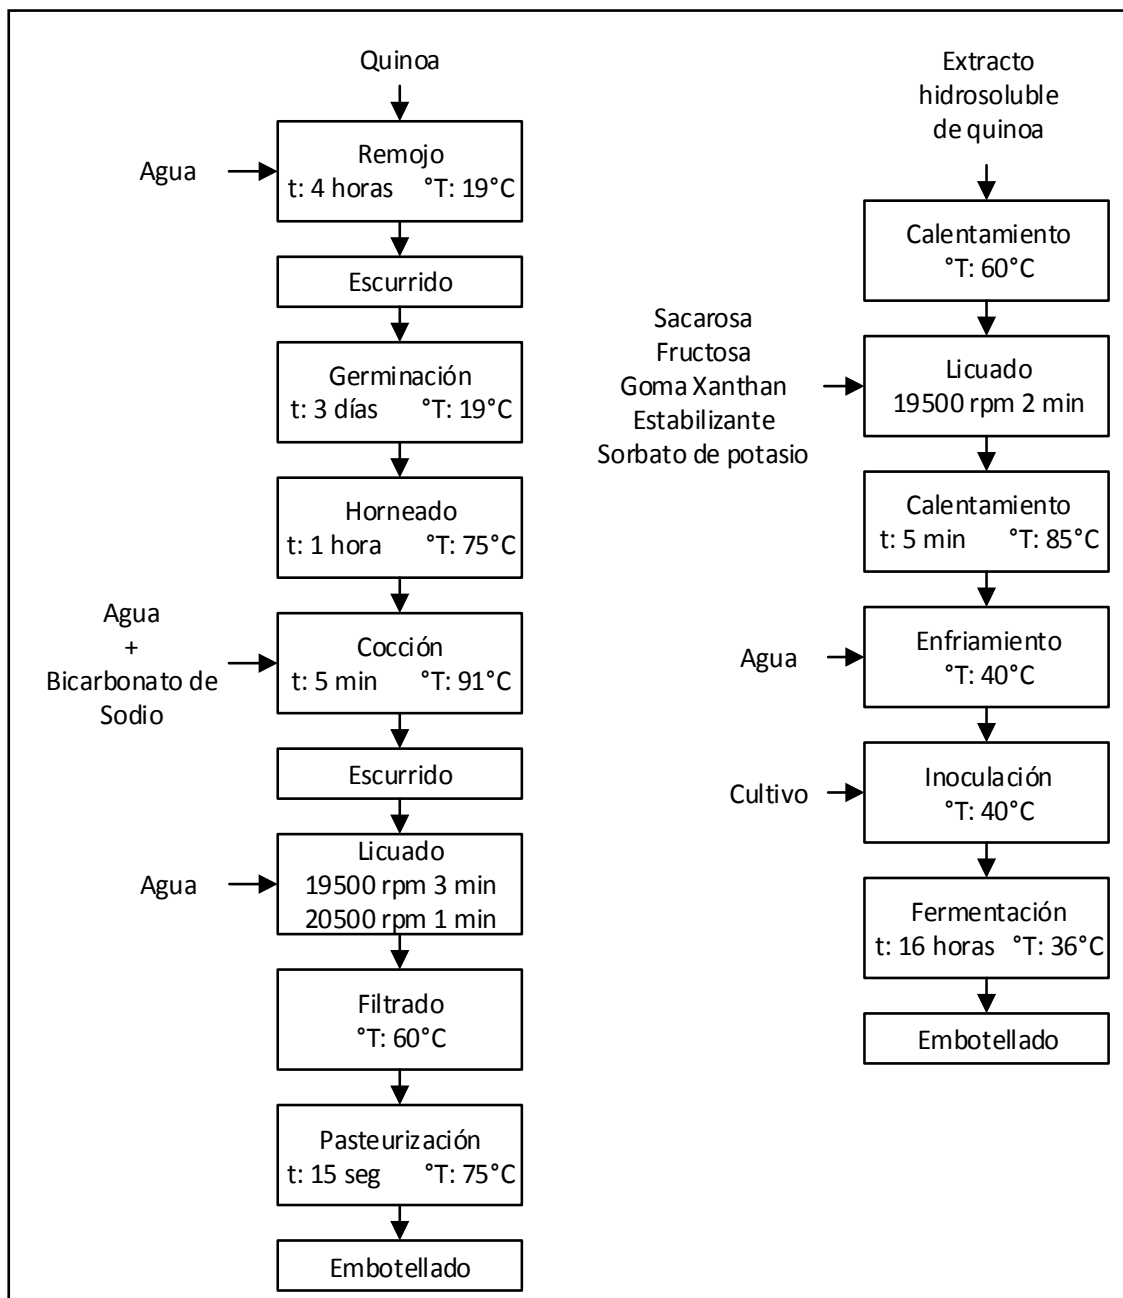 Quinoa
Agua
Remojo
t: 4 horas °T: 19°C
Escurrido
Germinación
t: 3 días °T: 19°C
Horneado
t: 1 hora °T: 75°C
Agua
+
Bicarbonato de
Sodio
Cocción
t: 5 min °T: 91°C
Escurrido
Agua
Licuado
19500 rpm 3 min
20500 rpm 1 min
Filtrado
°T: 60°C
Pasteurización
t: 15 seg °T: 75°C
Embotellado
Extracto
hidrosoluble
de quinoa
Calentamiento
°T: 60°C
Sacarosa
Fructosa
Goma Xanthan
Estabilizante
Sorbato de potasio
Licuado
19500 rpm 2 min
Calentamiento
t: 5 min °T: 85°C
Agua
Enfriamiento
°T: 40°C
Cultivo
Inoculación
°T: 40°C
Fermentación
t: 16 horas °T: 36°C
Embotellado